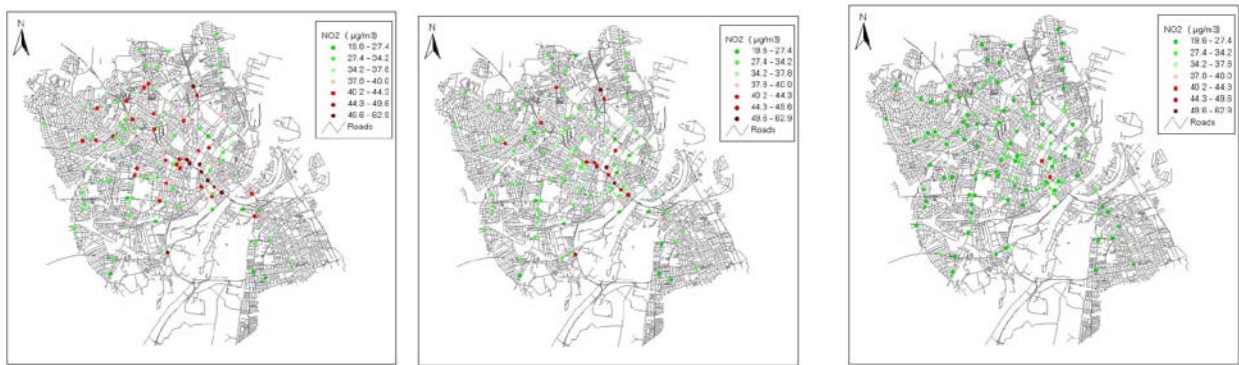 N
NO2 ( µg/m3)
19.6 – 27.4
27.4 – 34.2
34.2 – 37.8
37.8 – 40.0
40.2 – 44.3
44.3 – 49.6
49.6 – 62.9
Roads
N
NO2 ( µg/m3)
19.6 – 27.4
27.4 – 34.2
34.2 – 37.8
37.8 – 40.0
40.2 – 44.3
44.3 – 49.6
49.6 – 62.9
Roads
N
NO2 ( µg/m3)
19.6 – 27.4
27.4 – 34.2
34.2 – 37.8
37.8 – 40.0
40.2 – 44.3
44.3 – 49.6
49.6 – 62.9
Roads